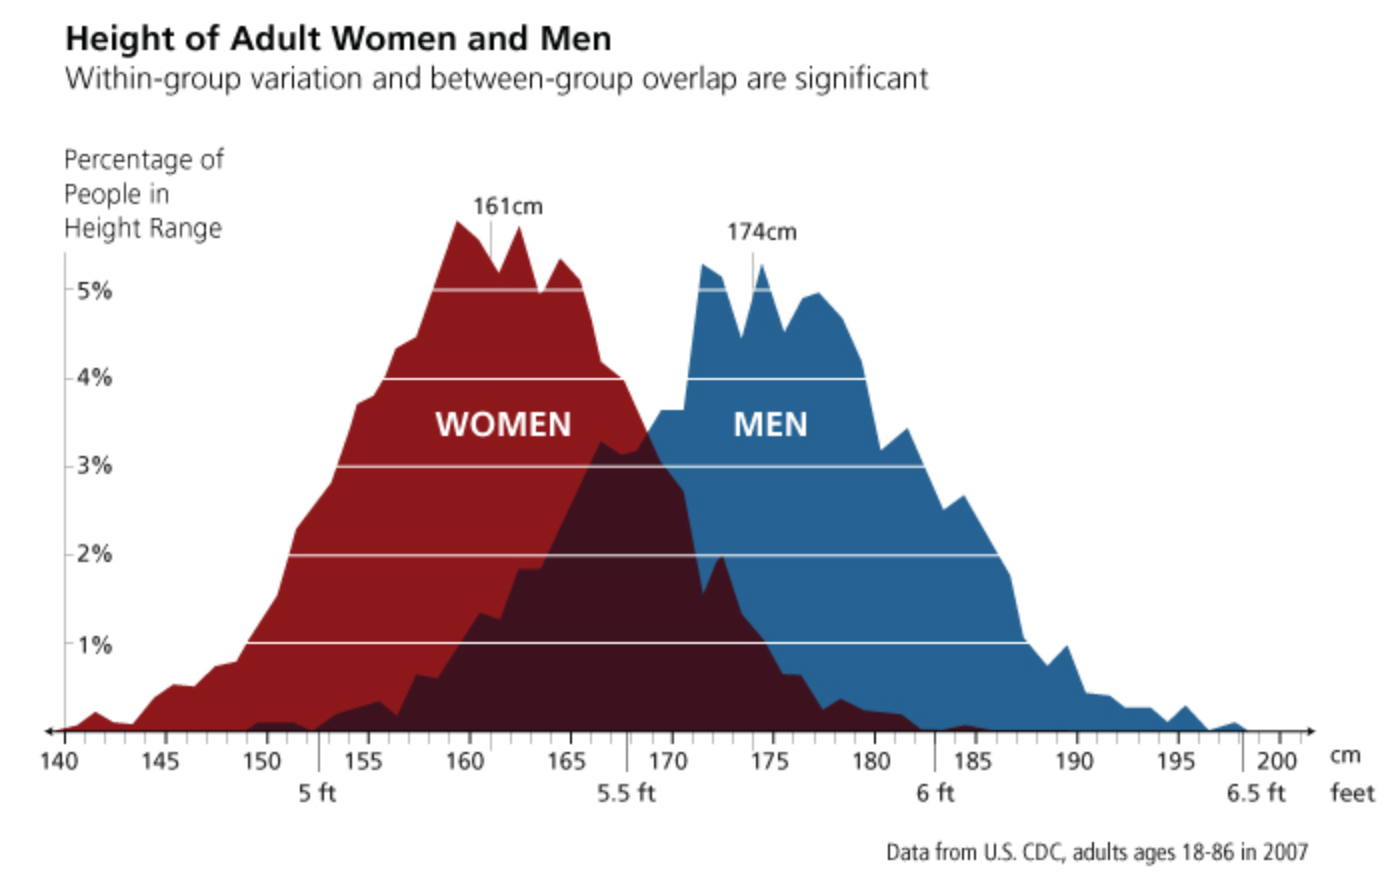 Height of Adult Women and Men
Within-group variation and between-group overlap are significant
Percentage of
People in
Height Range
161cm
174cm
5%
4%
WOMEN
MEN
3%
2%
1%
140 145 150 155 160 165 170 175 180 185 190 195 200 cm
5 ft 5.5 ft 6 ft 6.5 ft feet
Data from U.S. CDC, adults ages 18-86 in 2007